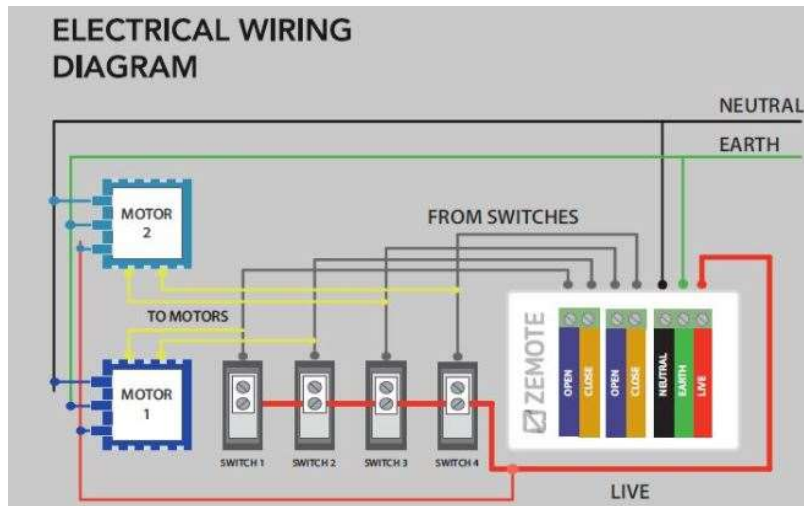 ELECTRICAL WIRING
DIAGRAM
NEUTRAL
EARTH
MOTOR
2
FROM SWITCHES
TO MOTORS
MOTOR
1
ZEMOTE
OPEN
CLOSE
OPEN
CLOSE
NEUTRAL
EARTH
LIVE
SWITCH 1
SWITCH 2
SWITCH 3
SWITCH 4
LIVE